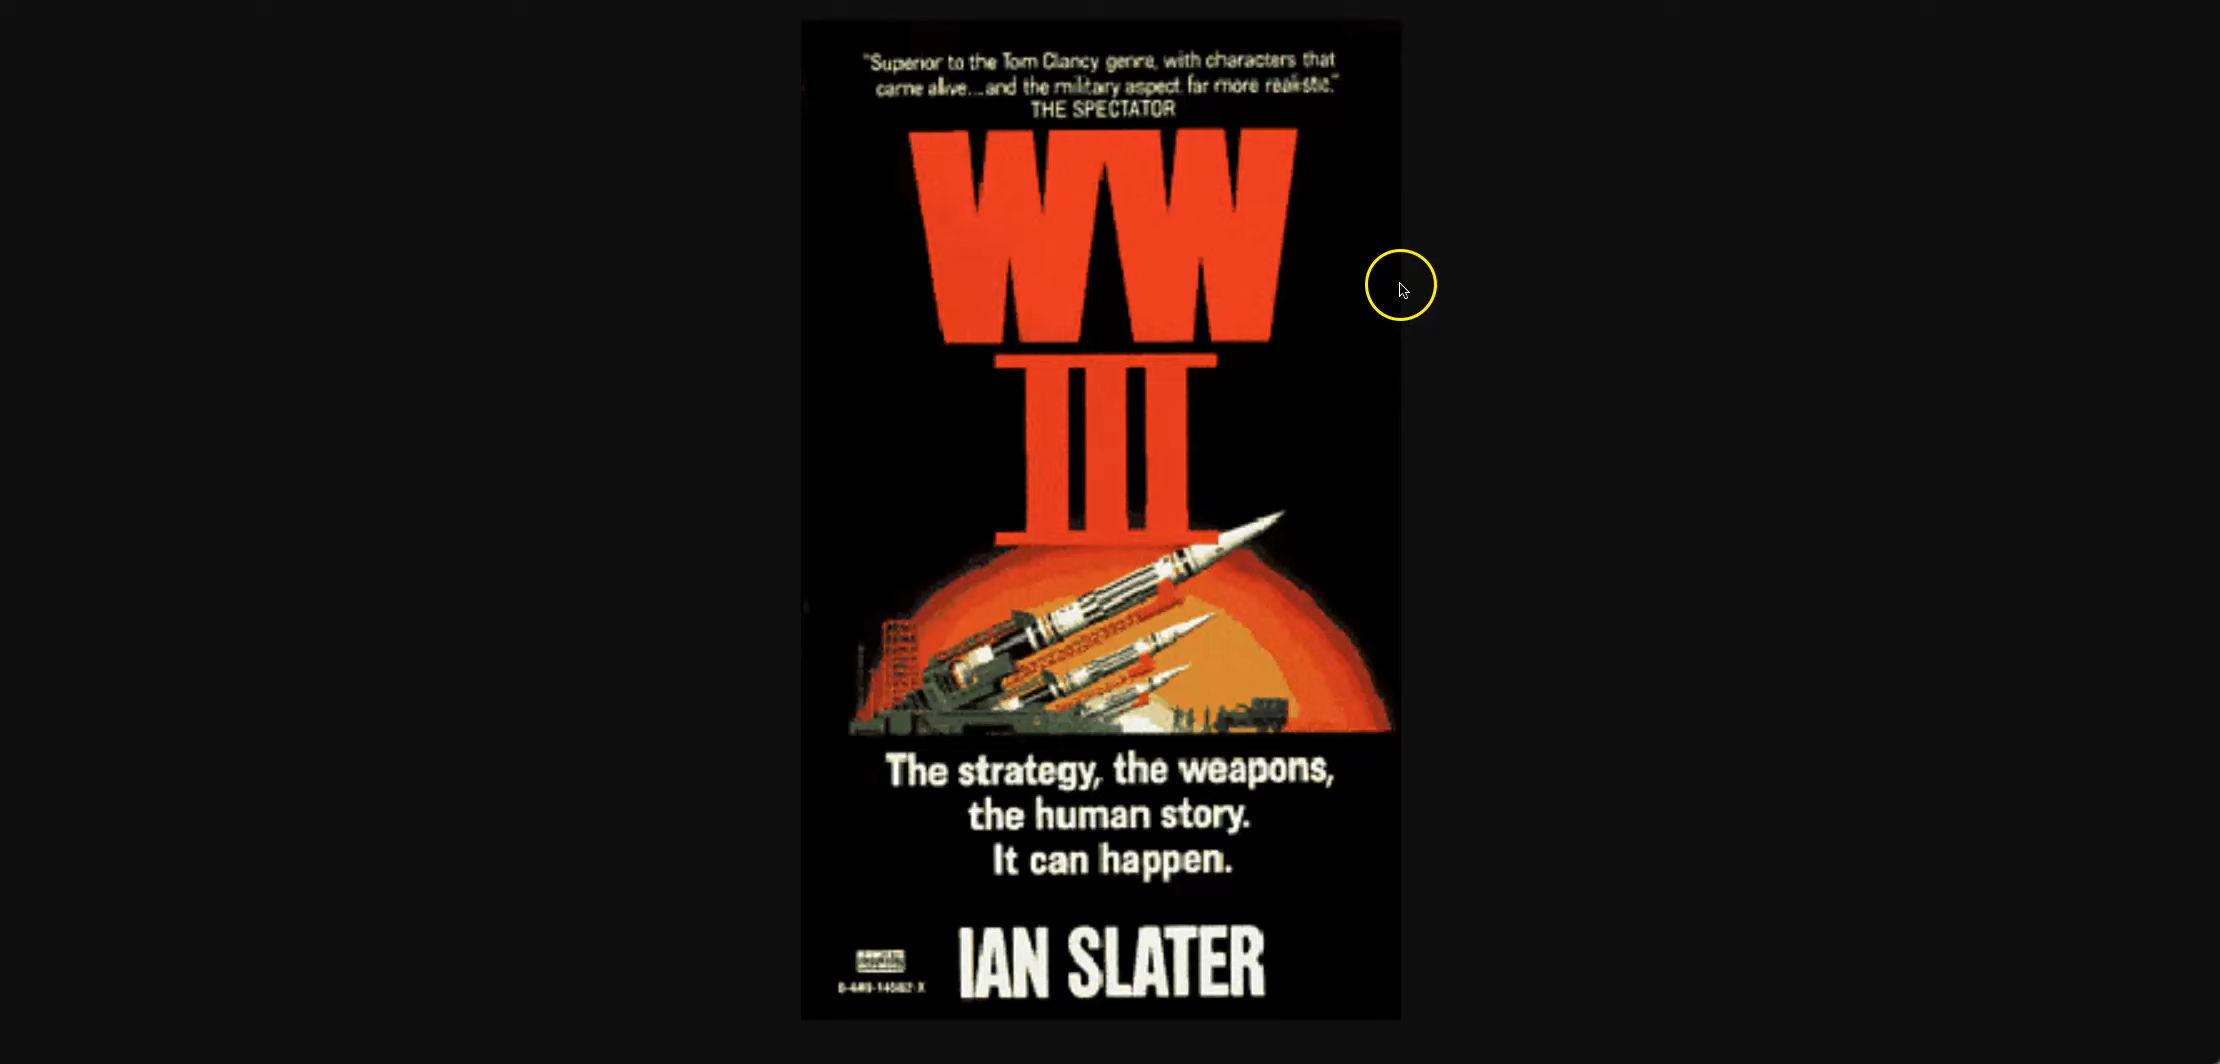 "Superior to the Tom Clancy genre, with characters that
came alive...and the military aspect far more realistic."
THE SPECTATOR
WW
III
The strategy, the weapons,
the human story.
It can happen.
IAN SLATER